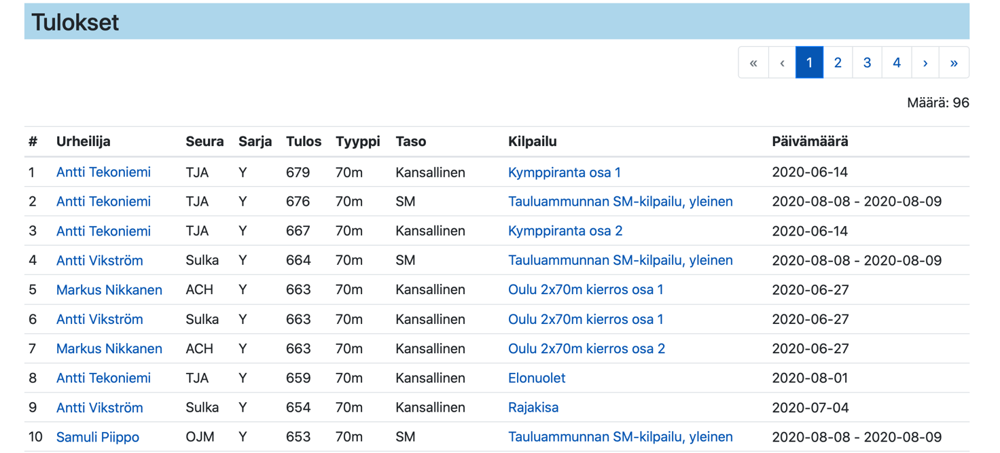 Tulokset
« ‹ 1 2 3 4 › »
Määrä: 96
# Urheilija Seura Sarja Tulos Tyyppi Taso Kilpailu Päivämäärä
1 Antti Tekoniemi TJA Y 679 70m Kansallinen Kymppiranta osa 1 2020-06-14
2 Antti Tekoniemi TJA Y 676 70m SM Tauluammunnan SM-kilpailu, yleinen 2020-08-08 - 2020-08-09
3 Antti Tekoniemi TJA Y 667 70m Kansallinen Kymppiranta osa 2 2020-06-14
4 Antti Vikström Sulka Y 664 70m SM Tauluammunnan SM-kilpailu, yleinen 2020-08-08 - 2020-08-09
5 Markus Nikkanen ACH Y 663 70m Kansallinen Oulu 2x70m kierros osa 1 2020-06-27
6 Antti Vikström Sulka Y 663 70m Kansallinen Oulu 2x70m kierros osa 1 2020-06-27
7 Markus Nikkanen ACH Y 663 70m Kansallinen Oulu 2x70m kierros osa 2 2020-06-27
8 Antti Tekoniemi TJA Y 659 70m Kansallinen Elonuolet 2020-08-01
9 Antti Vikström Sulka Y 654 70m Kansallinen Rajakisa 2020-07-04
10 Samuli Piippo OJM Y 653 70m SM Tauluammunnan SM-kilpailu, yleinen 2020-08-08 - 2020-08-09